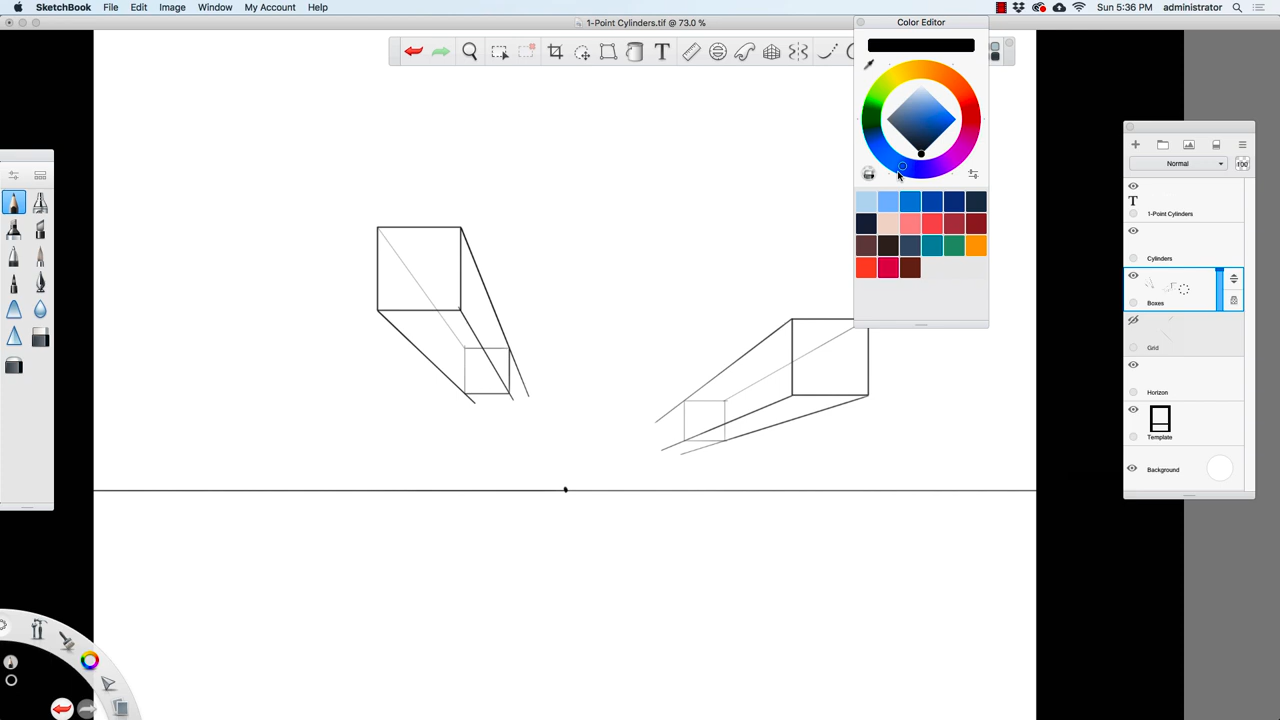 SketchBook File Edit Image Window My Account Help Sun 5:36 PM administrator
1-Point Cylinders.tif @ 73.0 %
Color Editor
T
Normal
100
T
1-Point Cylinders
Cylinders
Boxes
Grid
Horizon
Template
Background